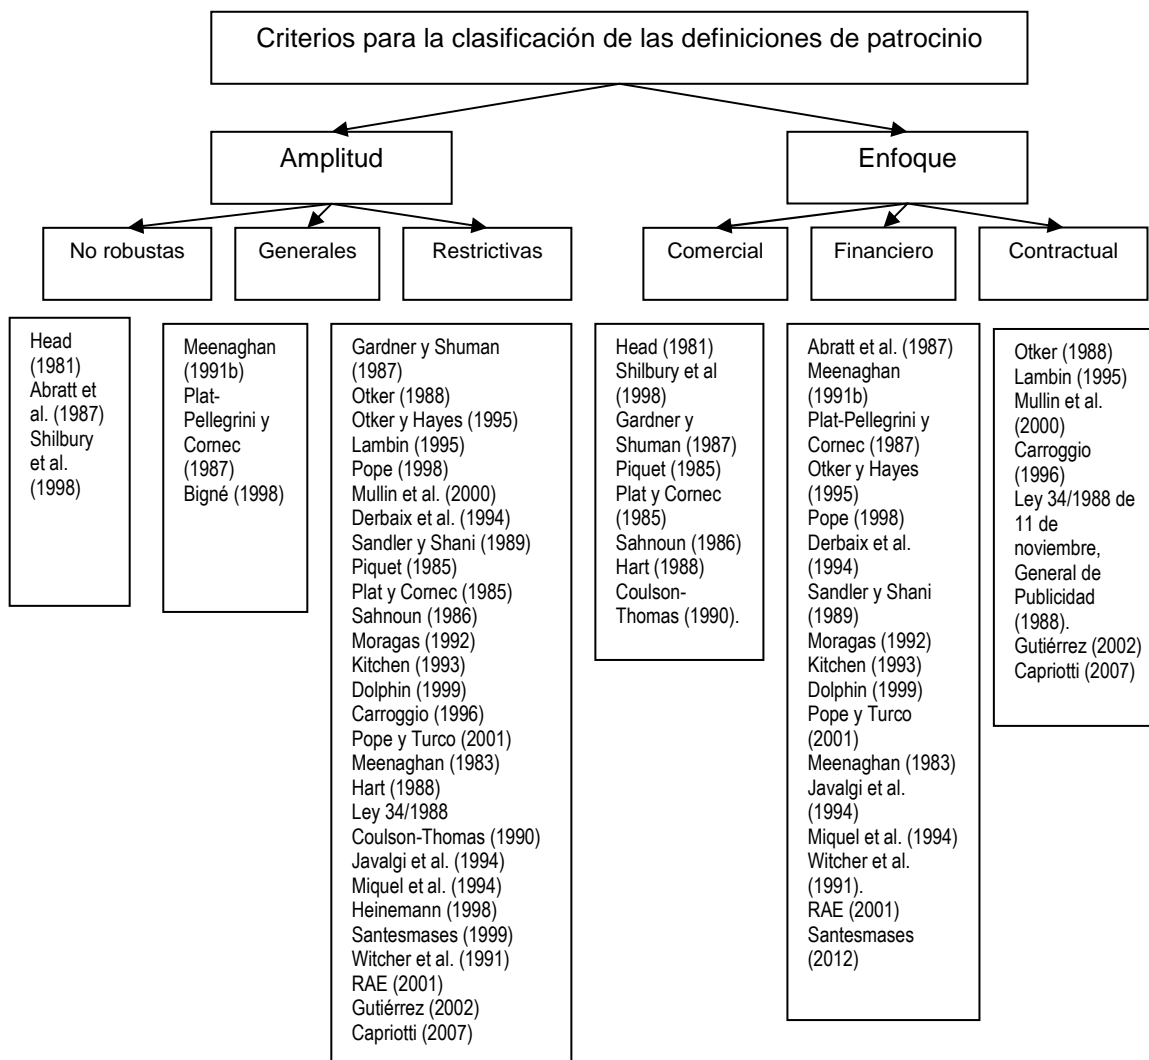 Criterios para la clasificación de las definiciones de patrocinio
Amplitud
Enfoque
No robustas
Generales
Restrictivas
Comercial
Financiero
Contractual
Head
(1981)
Abratt et
al. (1987)
Shilbury
et al.
(1998)
Meenaghan
(1991b)
Plat-
Pellegrini y
Cornec
(1987)
Bigné (1998)
Gardner y Shuman
(1987)
Otker (1988)
Otker y Hayes (1995)
Lambin (1995)
Pope (1998)
Mullin et al. (2000)
Derbaix et al. (1994)
Sandler y Shani (1989)
Piquet (1985)
Plat y Cornec (1985)
Sahnoun (1986)
Moragas (1992)
Kitchen (1993)
Dolphin (1999)
Carroggio (1996)
Pope y Turco (2001)
Meenaghan (1983)
Hart (1988)
Ley 34/1988
Coulson-Thomas (1990)
Javalgi et al. (1994)
Miquel et al. (1994)
Heinemann (1998)
Santesmases (1999)
Witcher et al. (1991)
RAE (2001)
Gutiérrez (2002)
Capriotti (2007)
Head (1981)
Shilbury et al
(1998)
Gardner y
Shuman (1987)
Piquet (1985)
Plat y Cornec
(1985)
Sahnoun (1986)
Hart (1988)
Coulson-
Thomas (1990).
Abratt et al. (1987)
Meenaghan
(1991b)
Plat-Pellegrini y
Cornec (1987)
Otker y Hayes
(1995)
Pope (1998)
Derbaix et al.
(1994)
Sandler y Shani
(1989)
Moragas (1992)
Kitchen (1993)
Dolphin (1999)
Pope y Turco
(2001)
Meenaghan (1983)
Javalgi et al.
(1994)
Miquel et al. (1994)
Witcher et al.
(1991).
RAE (2001)
Santesmases
(2012)
Otker (1988)
Lambin (1995)
Mullin et al.
(2000)
Carroggio
(1996)
Ley 34/1988 de
11 de
noviembre,
General de
Publicidad
(1988).
Gutiérrez (2002)
Capriotti (2007)